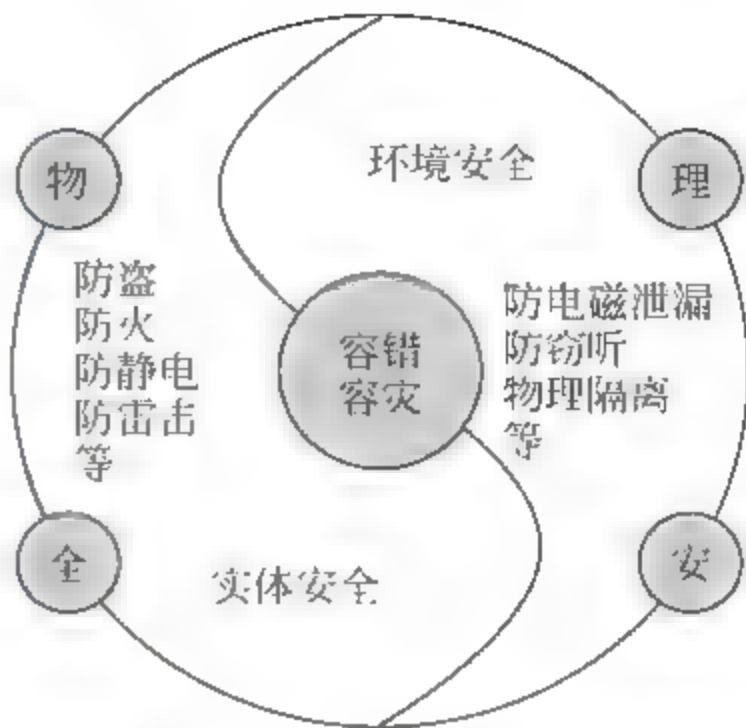 物
理
环境安全
防盗
防火
防静电
防雷击
等
容错
容灾
防电磁泄漏
防窃听
物理隔离
等
全
安
实体安全